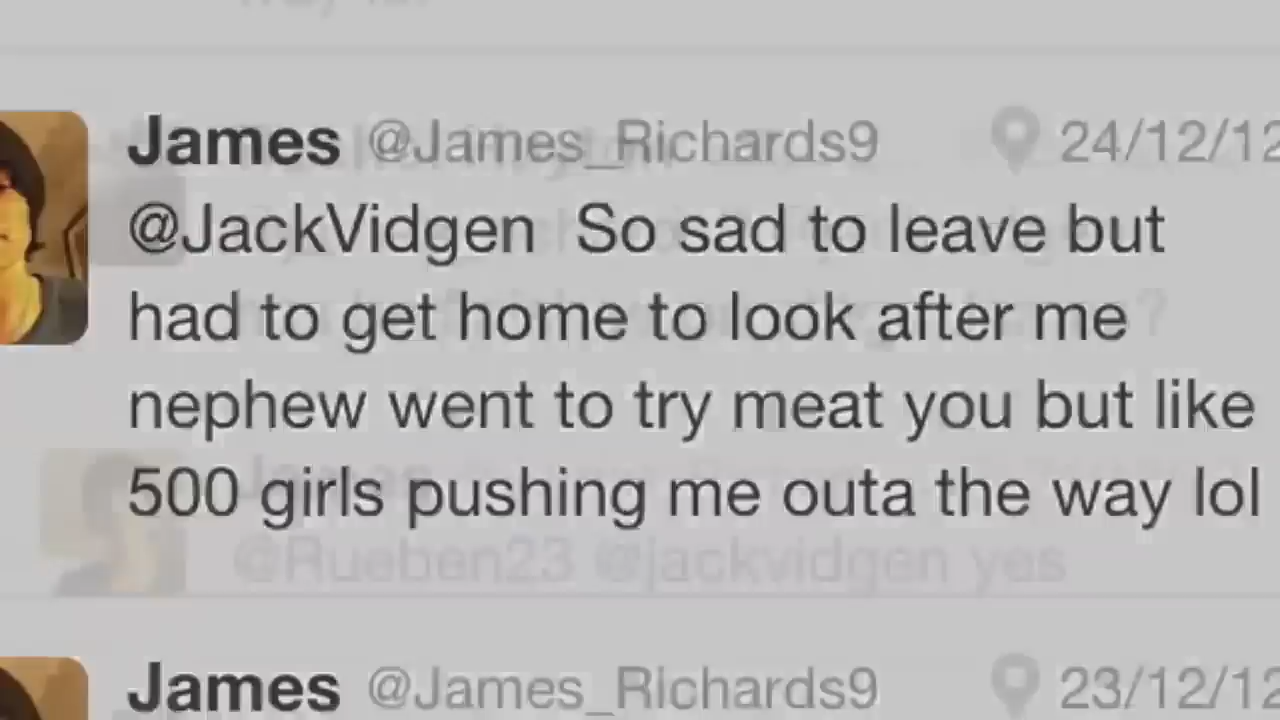 James @James_Richards9 24/12/12
@JackVidgen So sad to leave but
had to get home to look after me
nephew went to try meat you but like
500 girls pushing me outa the way lol
@Rueben23 @jackvidgen yes
James @James_Richards9 23/12/12